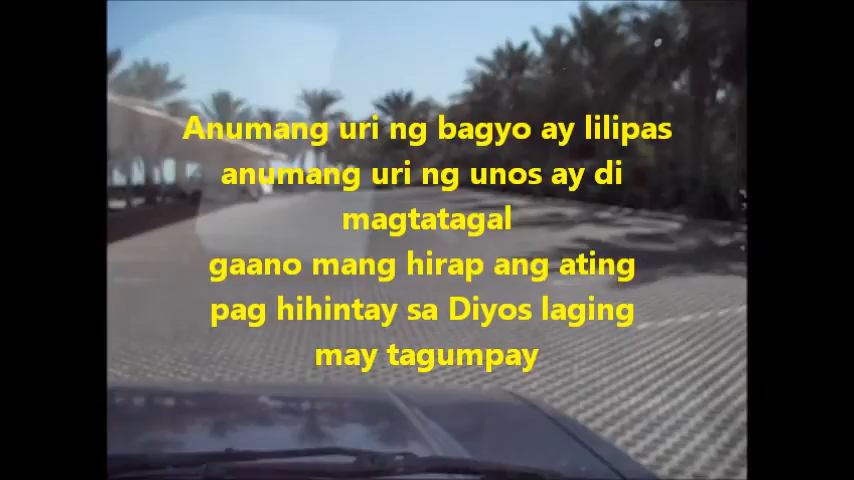 Anumang uri ng bagyo ay lilipas
anumang uri ng unos ay di
magtatagal
gaano mang hirap ang ating
pag hihintay sa Diyos laging
may tagumpay